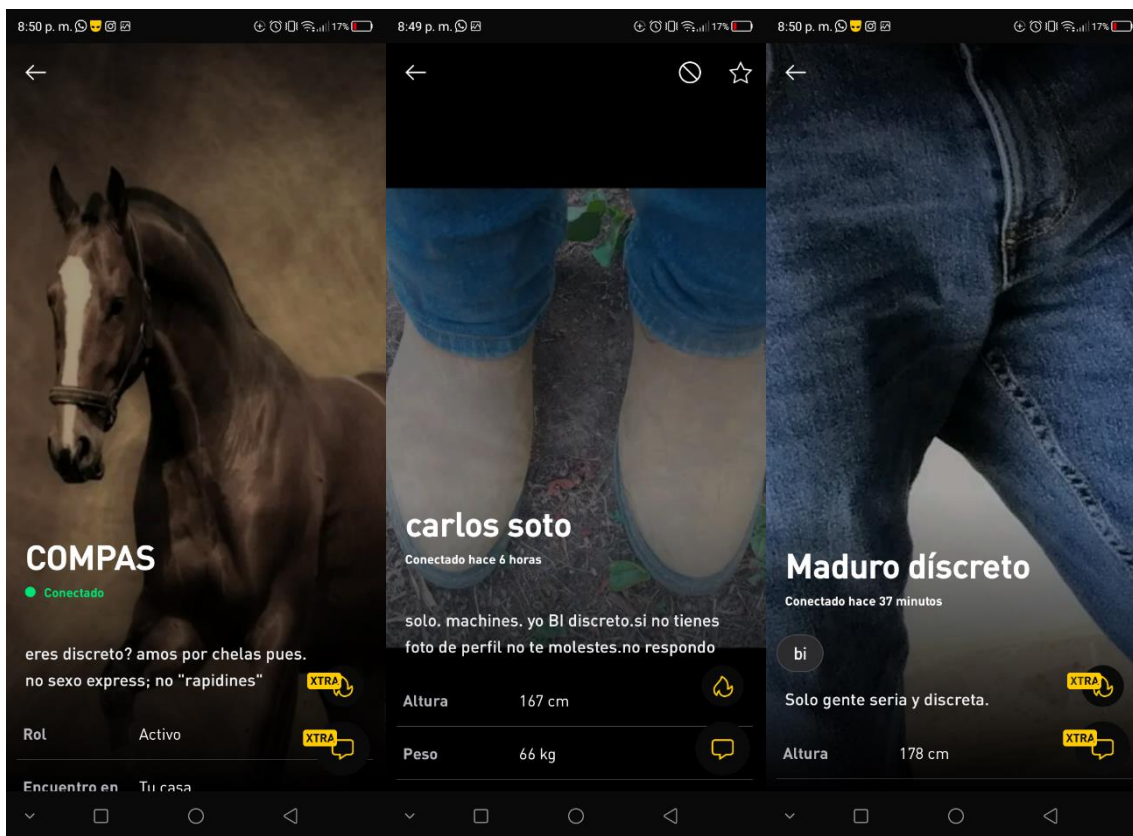 8:50 p. m.
17%
COMPAS
Conectado
eres discreto? amos por chelas pues.
no sexo express; no "rapidines"
XTRA
Rol Activo
XTRA
Encuentro en Tu casa
8:49 p. m.
17%
carlos soto
Conectado hace 6 horas
solo. machines. yo BI discreto.si no tienes
foto de perfil no te molestes.no respondo
Altura 167 cm
Peso 66 kg
8:50 p. m.
17%
Maduro díscreto
Conectado hace 37 minutos
bi
XTRA
Solo gente seria y discreta.
XTRA
Altura 178 cm